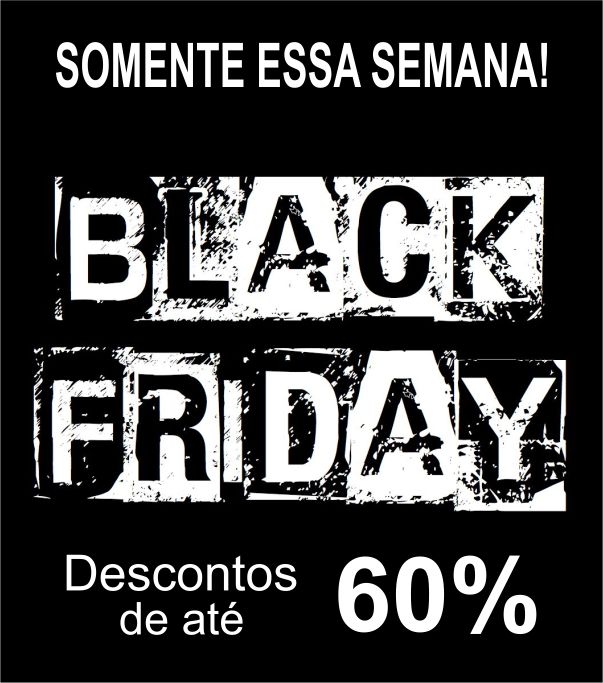 SOMENTE ESSA SEMANA!
BLACK
FRIDAY
Descontos
de até 60%